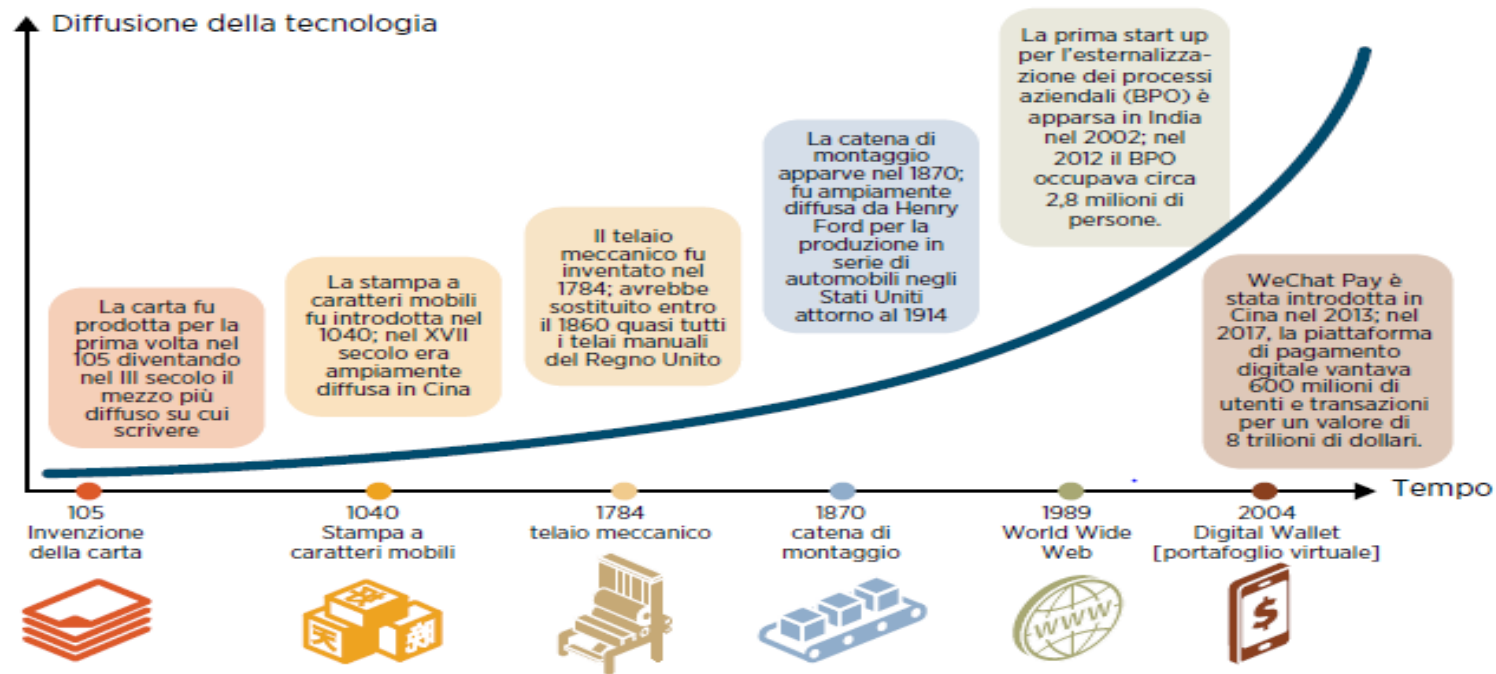 Diffusione della tecnologia
La carta fu
prodotta per la
prima volta nel
105 diventando
nel III secolo il
mezzo più
diffuso su cui
scrivere
La stampa a
caratteri mobili
fu introdotta nel
1040; nel XVII
secolo era
ampiamente
diffusa in Cina
Il telaio
meccanico fu
inventato nel
1784; avrebbe
sostituito entro
il 1860 quasi tutti
i telai manuali
del Regno Unito
La catena di
montaggio
apparve nel 1870;
fu ampiamente
diffusa da Henry
Ford per la
produzione in
serie di
automobili negli
Stati Uniti
attorno al 1914
La prima start up
per l'esternalizza-
zione dei processi
aziendali (BPO) è
apparsa in India
nel 2002; nel
2012 il BPO
occupava circa
2,8 milioni di
persone.
WeChat Pay è
stata introdotta in
Cina nel 2013; nel
2017, la piattaforma
di pagamento
digitale vantava
600 milioni di
utenti e transazioni
per un valore di
8 trilioni di dollari.
Tempo
105
Invenzione
della carta
1040
Stampa a
caratteri mobili
1784
telaio meccanico
1870
catena di
montaggio
1989
World Wide
Web
2004
Digital Wallet
[portafoglio virtuale]
天
WWW
$